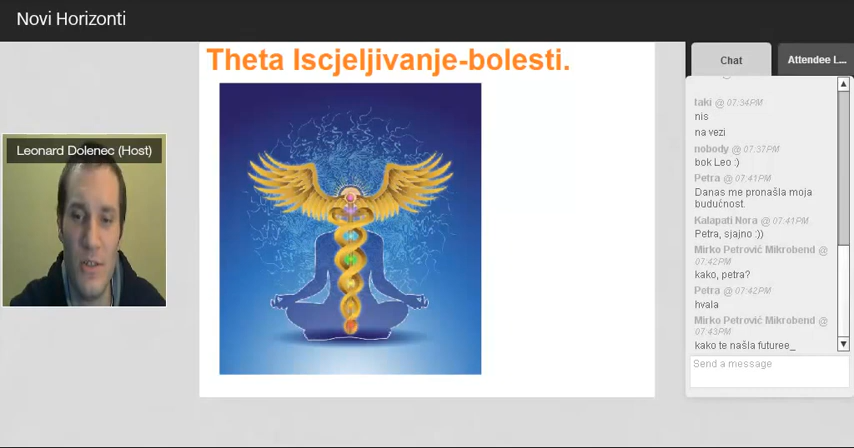 Novi Horizonti
Leonard Dolenec (Host)
Theta Iscjeljivanje-bolesti.
Chat
Attendee L...
taki @ 07:34PM
nis
na vezi
nobody @ 07:37PM
bok Leo :)
Petra @ 07:41PM
Danas me pronašla moja
budućnost.
Kalapati Nora @ 07:41PM
Petra, sjajno :))
Mirko Petrović Mikrobend @
07:42PM
kako, petra?
Petra @ 07:42PM
hvala
Mirko Petrović Mikrobend @
07:43PM
kako te našla futuree_
Send a message